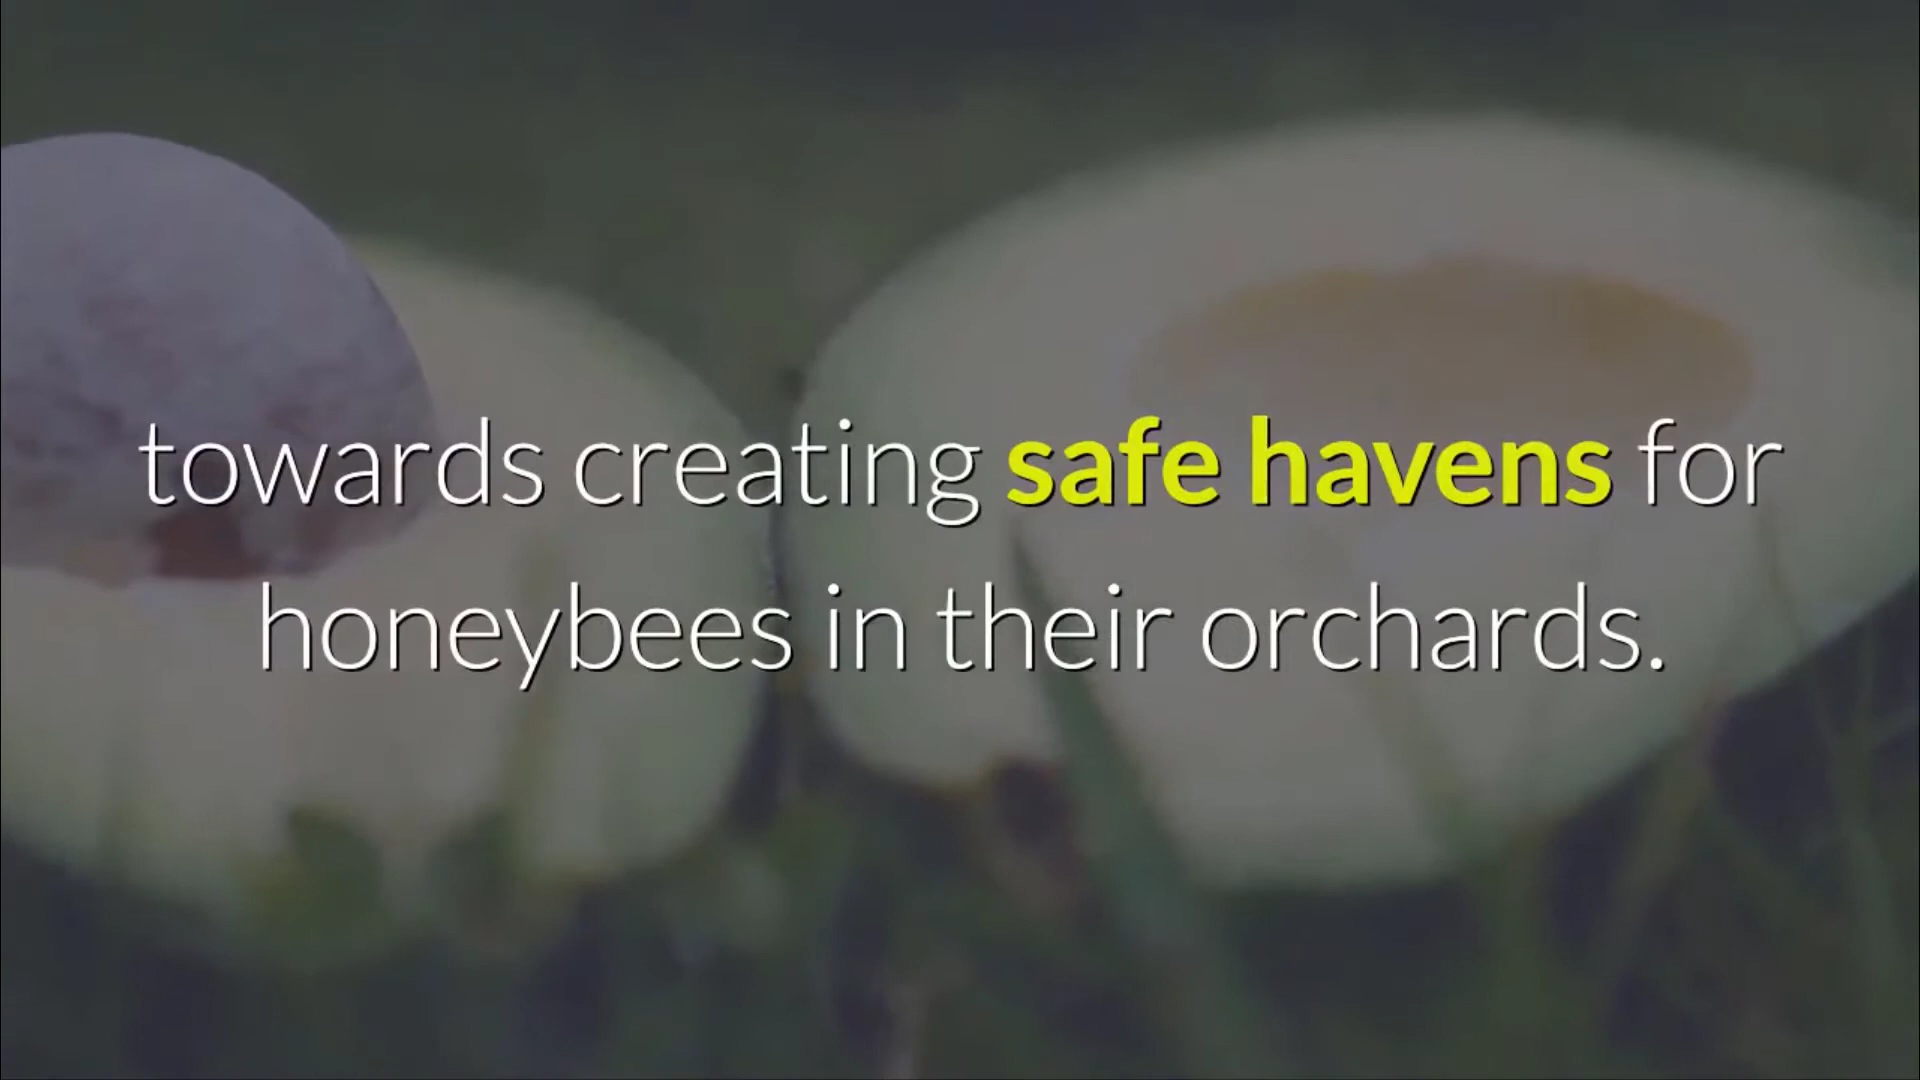 towards creating safe havens for
honeybees in their orchards.